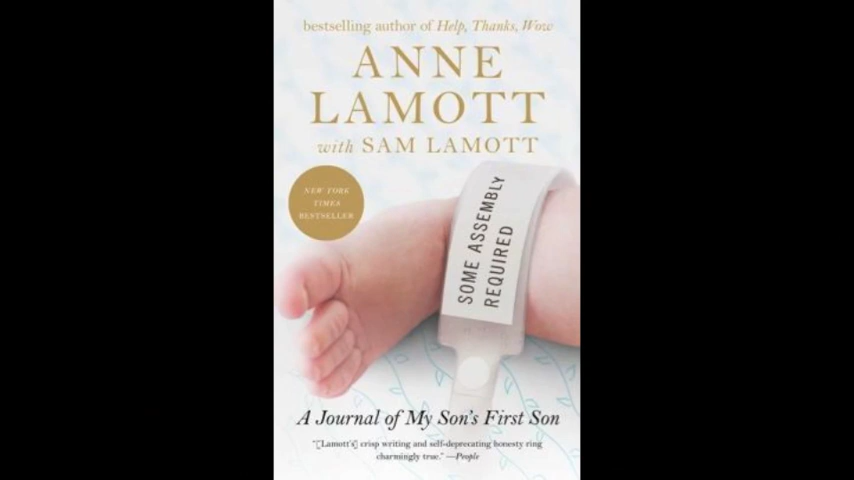 bestselling author of Help, Thanks, Wow
ANNE
LAMOTT
with SAM LAMOTT
NEW YORK
TIMES
BESTSELLER
SOME ASSEMBLY
REQUIRED
A Journal of My Son's First Son
"[Lamott's] crisp writing and self-deprecating honesty ring
charmingly true." —People